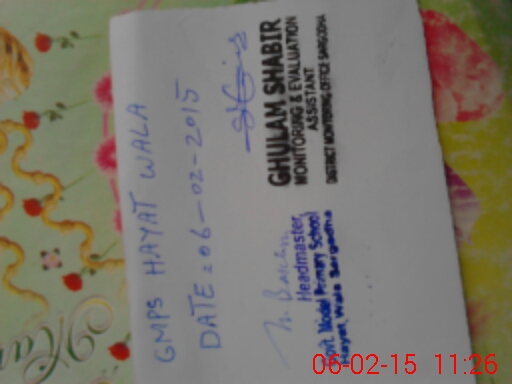 GMPS HAYAT WALA
DATE: 06-02-2015
GHULAM SHABIR
MONITORING & EVALUATION
ASSISTANT
DISTRICT MONITORING OFFICE SARGODHA
Headmaster
Govt. Model Primary School
Hayat Wala Sargodha
06-02-15 11:26